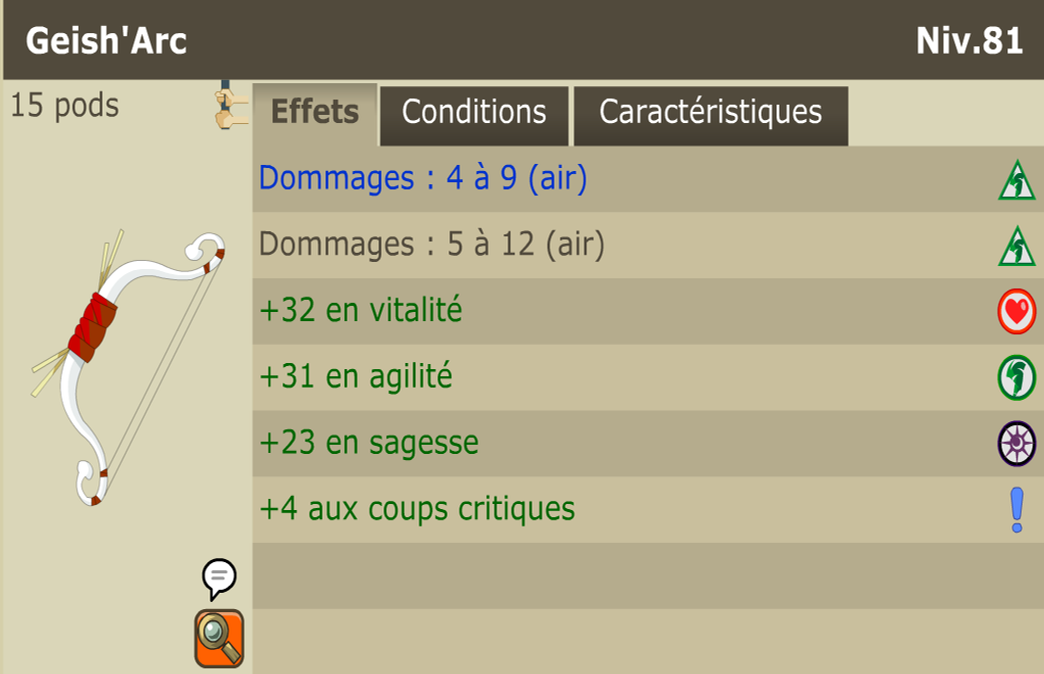 Geish'Arc Niv.81
15 pods
Effets Conditions Caractéristiques
Dommages : 4 à 9 (air)
Dommages : 5 à 12 (air)
+32 en vitalité
+31 en agilité
+23 en sagesse
+4 aux coups critiques